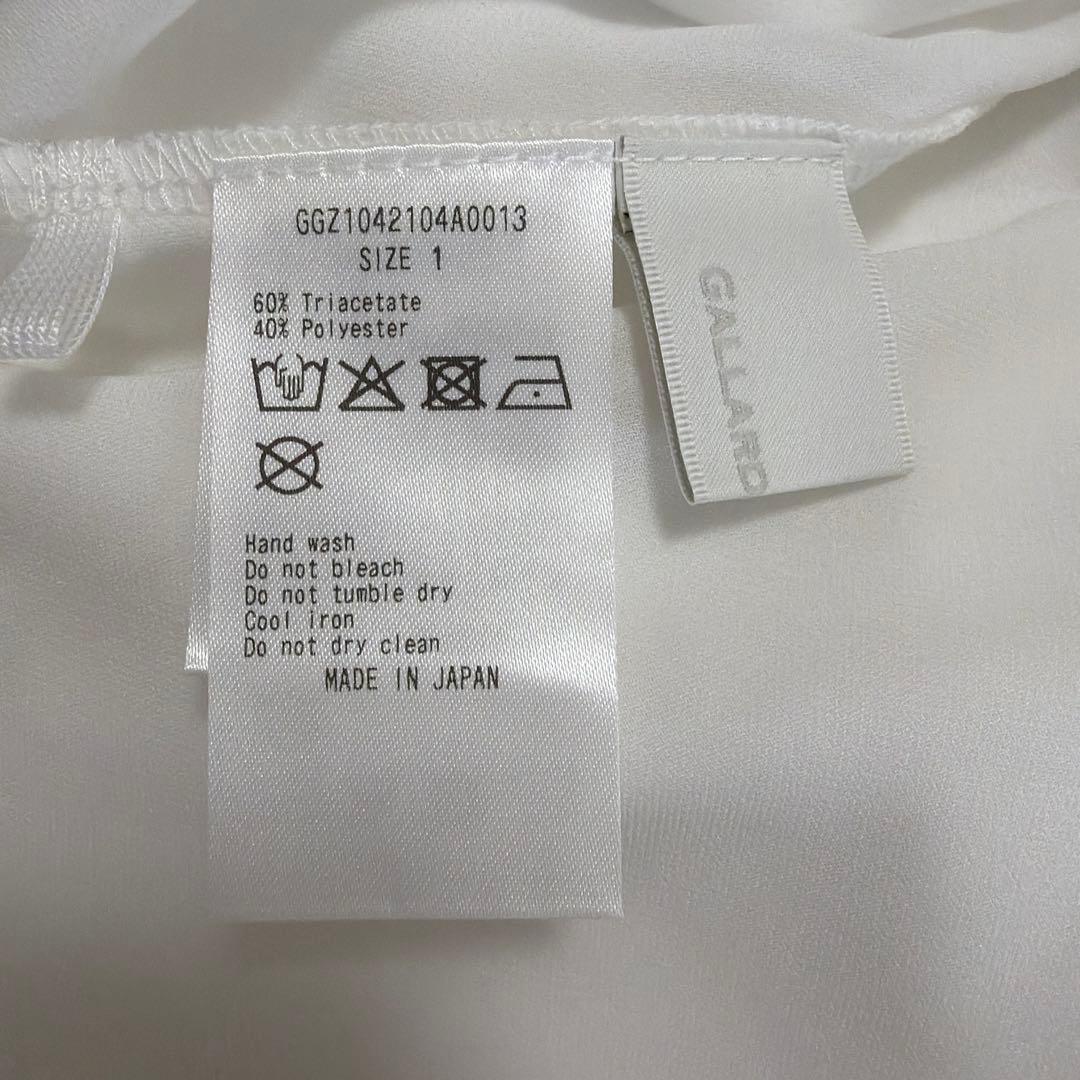 GGZ1042104A0013
SIZE 1
60% Triacetate
40% Polyester
Hand wash
Do not bleach
Do not tumble dry
Cool iron
Do not dry clean
MADE IN JAPAN
GALLARD